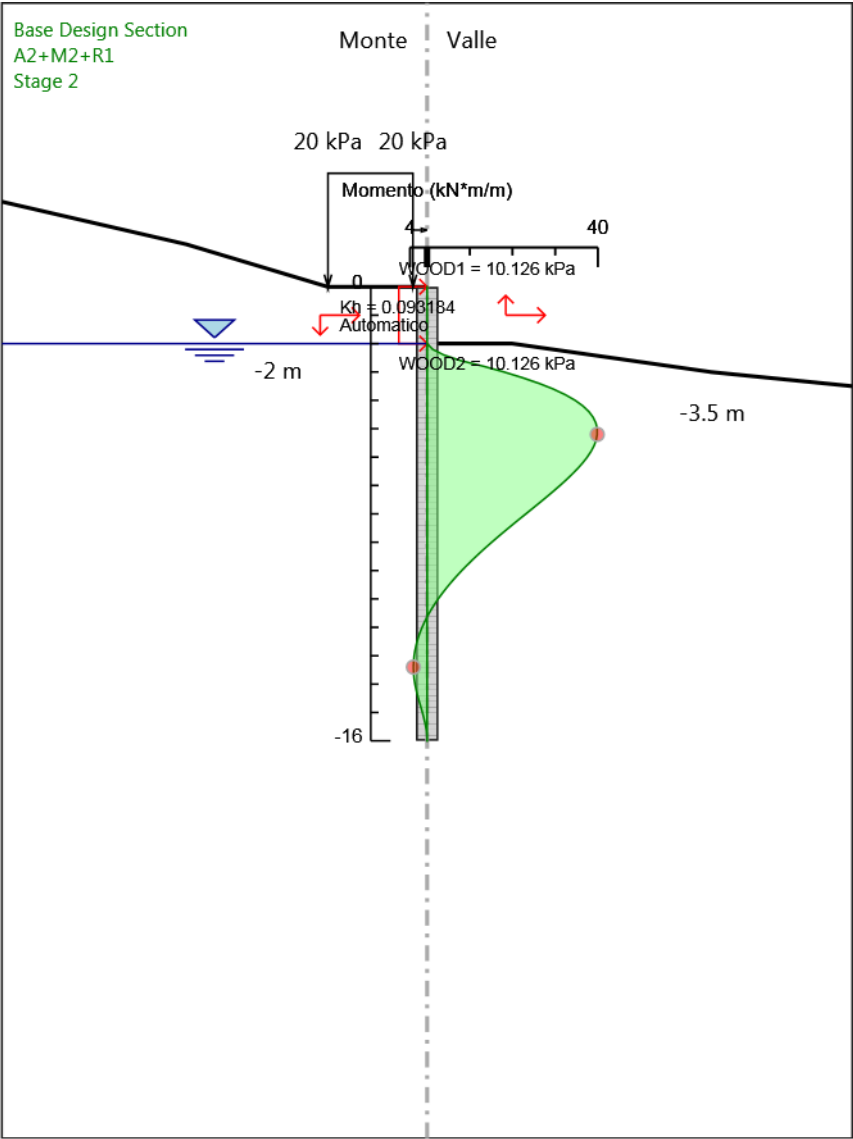 Base Design Section
A2+M2+R1
Stage 2
Monte
Valle
20 kPa
20 kPa
Momento (kN*m/m)
4
40
WOOD1 = 10.126 kPa
0
Kh = 0.093184
Automatico
WOOD2 = 10.126 kPa
-2 m
-3.5 m
-16